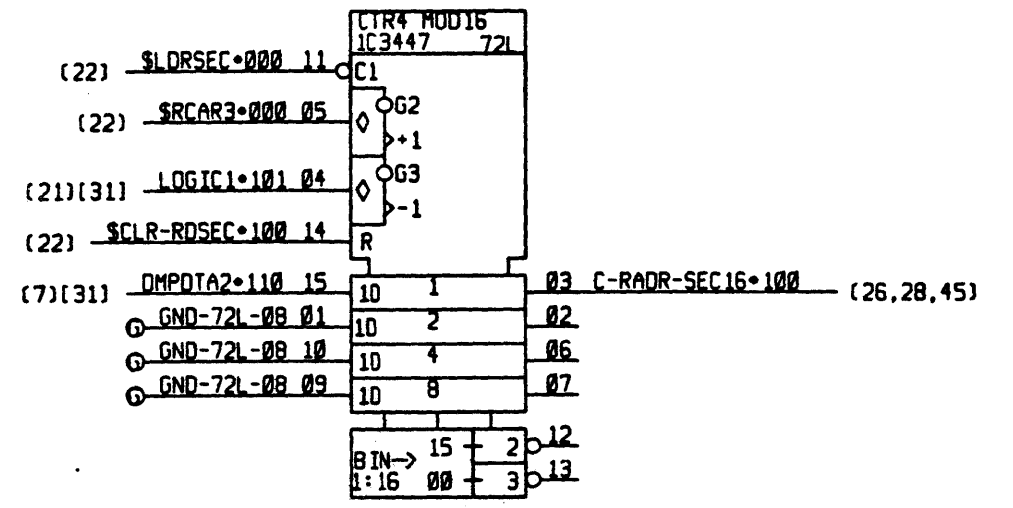 CTR4 MOD16
1C3447 72L
(22) $LDRSEC•000 11 C1
(22) $RCAR3•000 05 G2
+1
(21)[31] LOGIC1•101 04 G3
-1
(22) $CLR-RDSEC•100 14 R
(7)[31] DMPDTA2•110 15 1D 1 03 C-RADR-SEC16•100 (26,28,45)
G GND-72L-08 01 1D 2 02
G GND-72L-08 10 1D 4 06
G GND-72L-08 09 1D 8 07
BIN→ 15 2 12
1:16 00 3 13